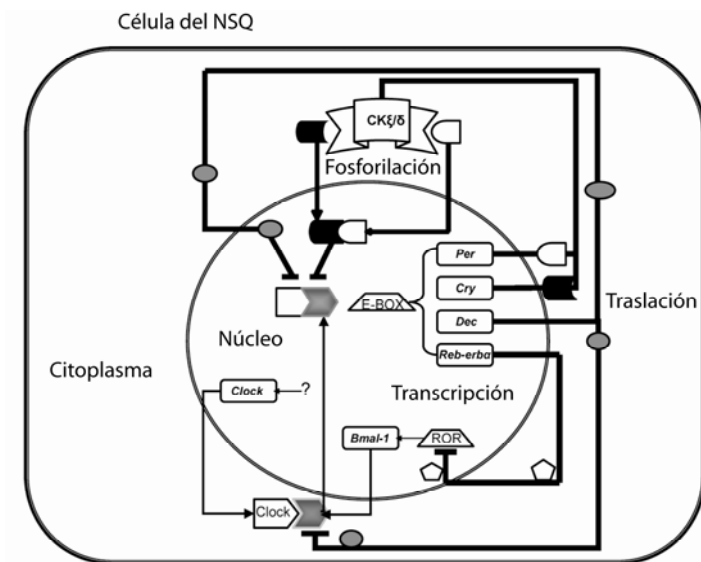 Célula del NSQ
CKξ/δ
Fosforilación
Per
E-BOX
Cry
Traslación
Dec
Núcleo
Reb-erbα
Citoplasma
Transcripción
Clock
?
Bmal-1
ROR
Clock